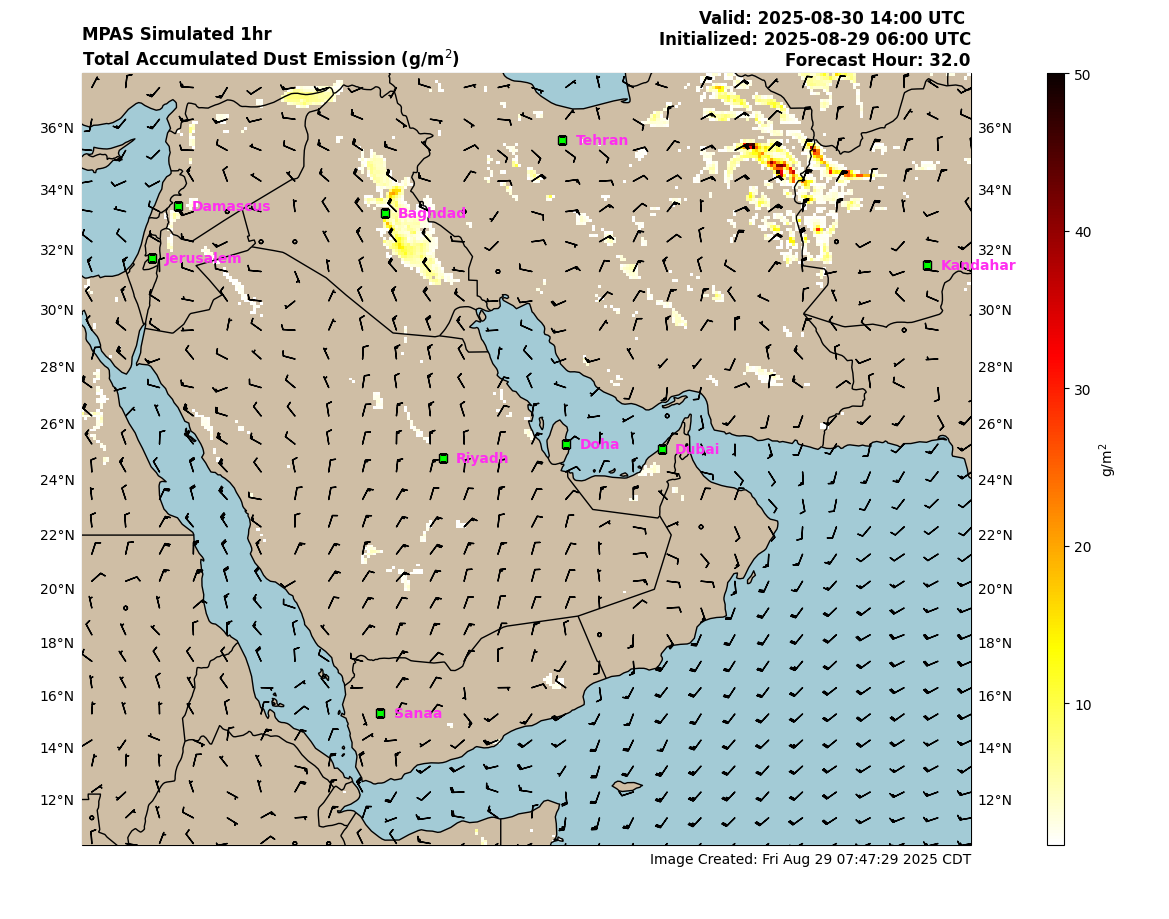 MPAS Simulated 1hr
Total Accumulated Dust Emission (g/m²)
Valid: 2025-08-30 14:00 UTC
Initialized: 2025-08-29 06:00 UTC
Forecast Hour: 32.0
36°N
34°N
32°N
30°N
28°N
26°N
24°N
22°N
20°N
18°N
16°N
14°N
12°N
Tehran
Damascus
Baghdad
Jerusalem
Kandahar
Doha
Dubai
Riyadh
Sanaa
36°N
34°N
32°N
30°N
28°N
26°N
24°N
22°N
20°N
18°N
16°N
14°N
12°N
50
40
30
20
10
g/m²
Image Created: Fri Aug 29 07:47:29 2025 CDT